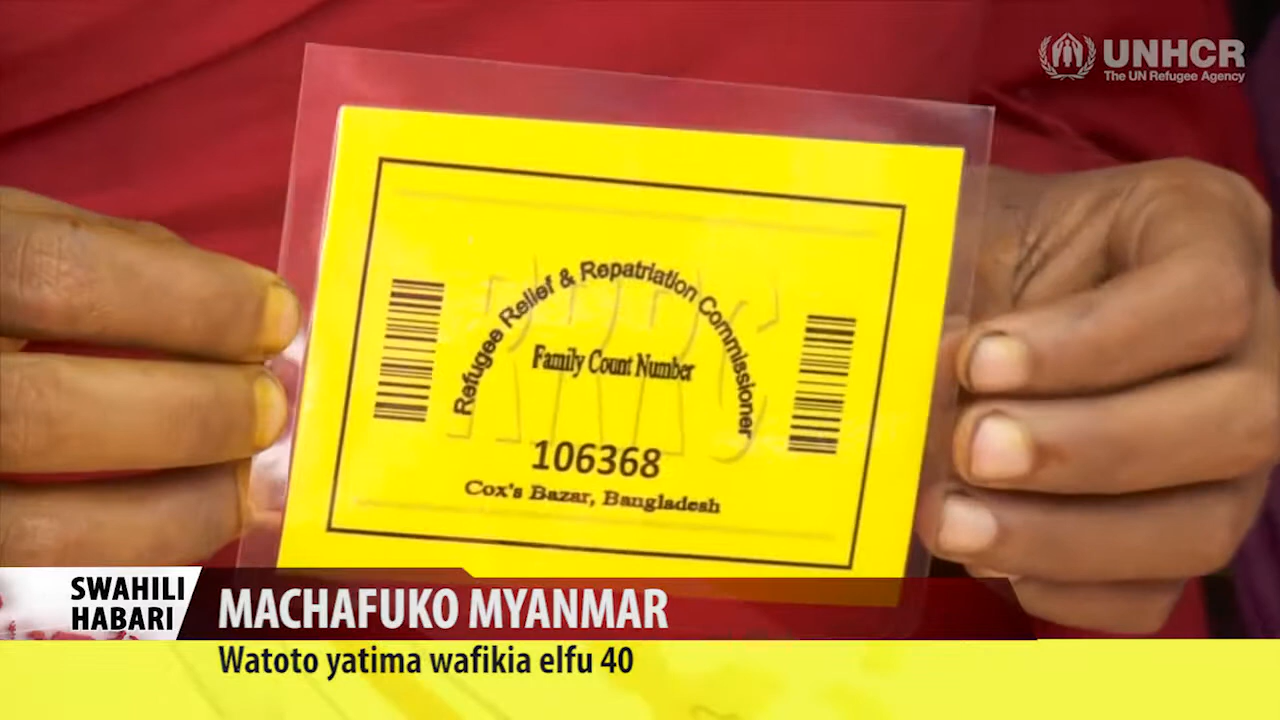 UNHCR
The UN Refugee Agency
Refugee Relief & Repatriation Commissioner
Family Count Number
106368
Cox's Bazar, Bangladesh
SWAHILI
HABARI
MACHAFUKO MYANMAR
Watoto yatima wafikia elfu 40